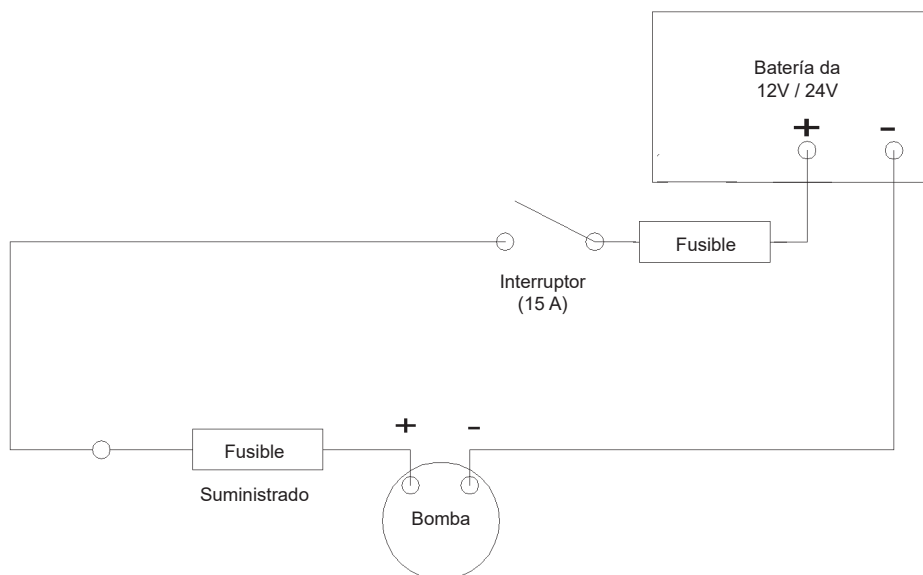 Batería da
12V / 24V
+ -
Fusible
Interruptor
(15 A)
+ -
Fusible
Suministrado
Bomba